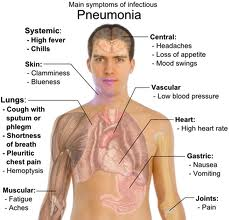 Main symptoms of infectious
Pneumonia
Systemic:
- High fever
- Chills
Skin:
- Clamminess
- Blueness
Lungs:
- Cough with
sputum or
phlegm
- Shortness
of breath
- Pleuritic
chest pain
- Hemoptysis
Muscular:
- Fatigue
- Aches
Central:
- Headaches
- Loss of appetite
- Mood swings
Vascular
- Low blood pressure
Heart:
- High heart rate
Gastric:
- Nausea
- Vomiting
Joints:
- Pain